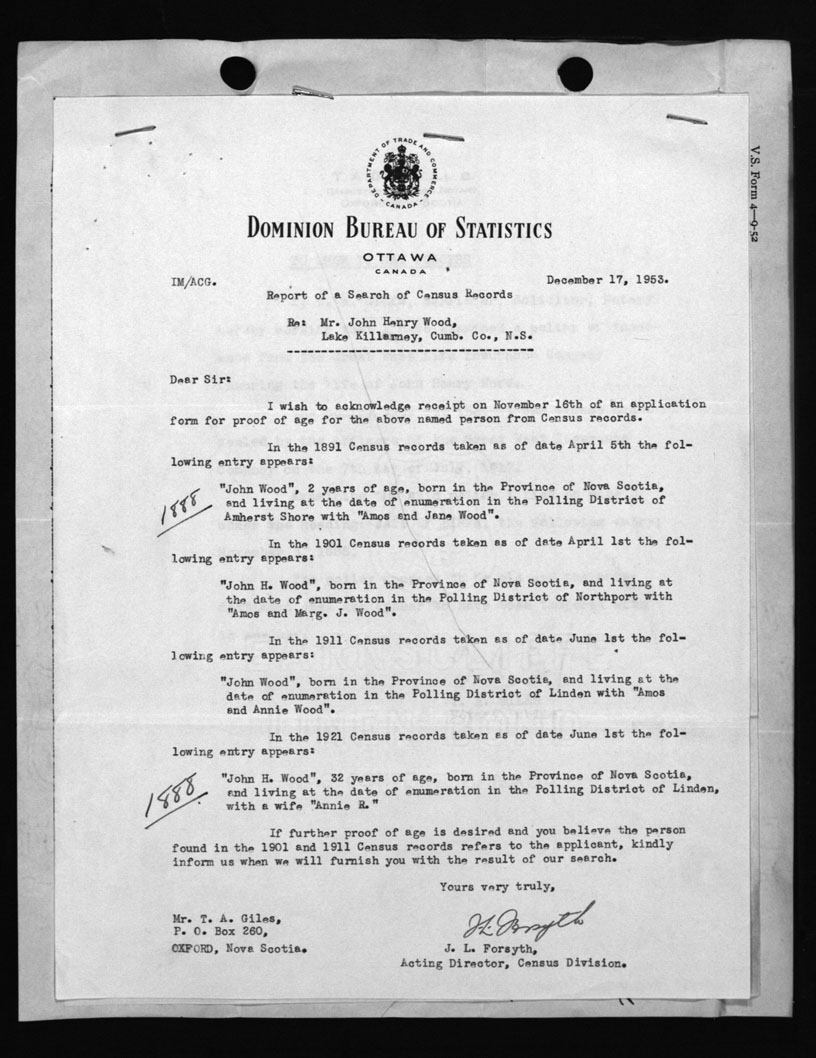 DEPARTMENT OF TRADE AND COMMERCE
- CANADA -
DOMINION BUREAU OF STATISTICS
OTTAWA
CANADA
V.S. Form 4-9-52
IM/ACG.
December 17, 1953.
Report of a Search of Census Records
Re: Mr. John Henry Wood,
Lake Killarney, Cumb. Co., N.S.
Dear Sir:
I wish to acknowledge receipt on November 16th of an application
form for proof of age for the above named person from Census records.
In the 1891 Census records taken as of date April 5th the fol-
lowing entry appears:
1888
"John Wood", 2 years of age, born in the Province of Nova Scotia,
and living at the date of enumeration in the Polling District of
Amherst Shore with "Amos and Jane Wood".
In the 1901 Census records taken as of date April 1st the fol-
lowing entry appears:
"John H. Wood", born in the Province of Nova Scotia, and living at
the date of enumeration in the Polling District of Northport with
"Amos and Marg. J. Wood".
In the 1911 Census records taken as of date June 1st the fol-
lowing entry appears:
"John Wood", born in the Province of Nova Scotia, and living at the
date of enumeration in the Polling District of Linden with "Amos
and Annie Wood".
In the 1921 Census records taken as of date June 1st the fol-
lowing entry appears:
1888
"John H. Wood", 32 years of age, born in the Province of Nova Scotia,
and living at the date of enumeration in the Polling District of Linden,
with a wife "Annie R."
If further proof of age is desired and you believe the person
found in the 1901 and 1911 Census records refers to the applicant, kindly
inform us when we will furnish you with the result of our search.
Yours very truly,
Mr. T. A. Giles,
P. O. Box 260,
OXFORD, Nova Scotia.
J L Forsyth
J. L. Forsyth,
Acting Director, Census Division.